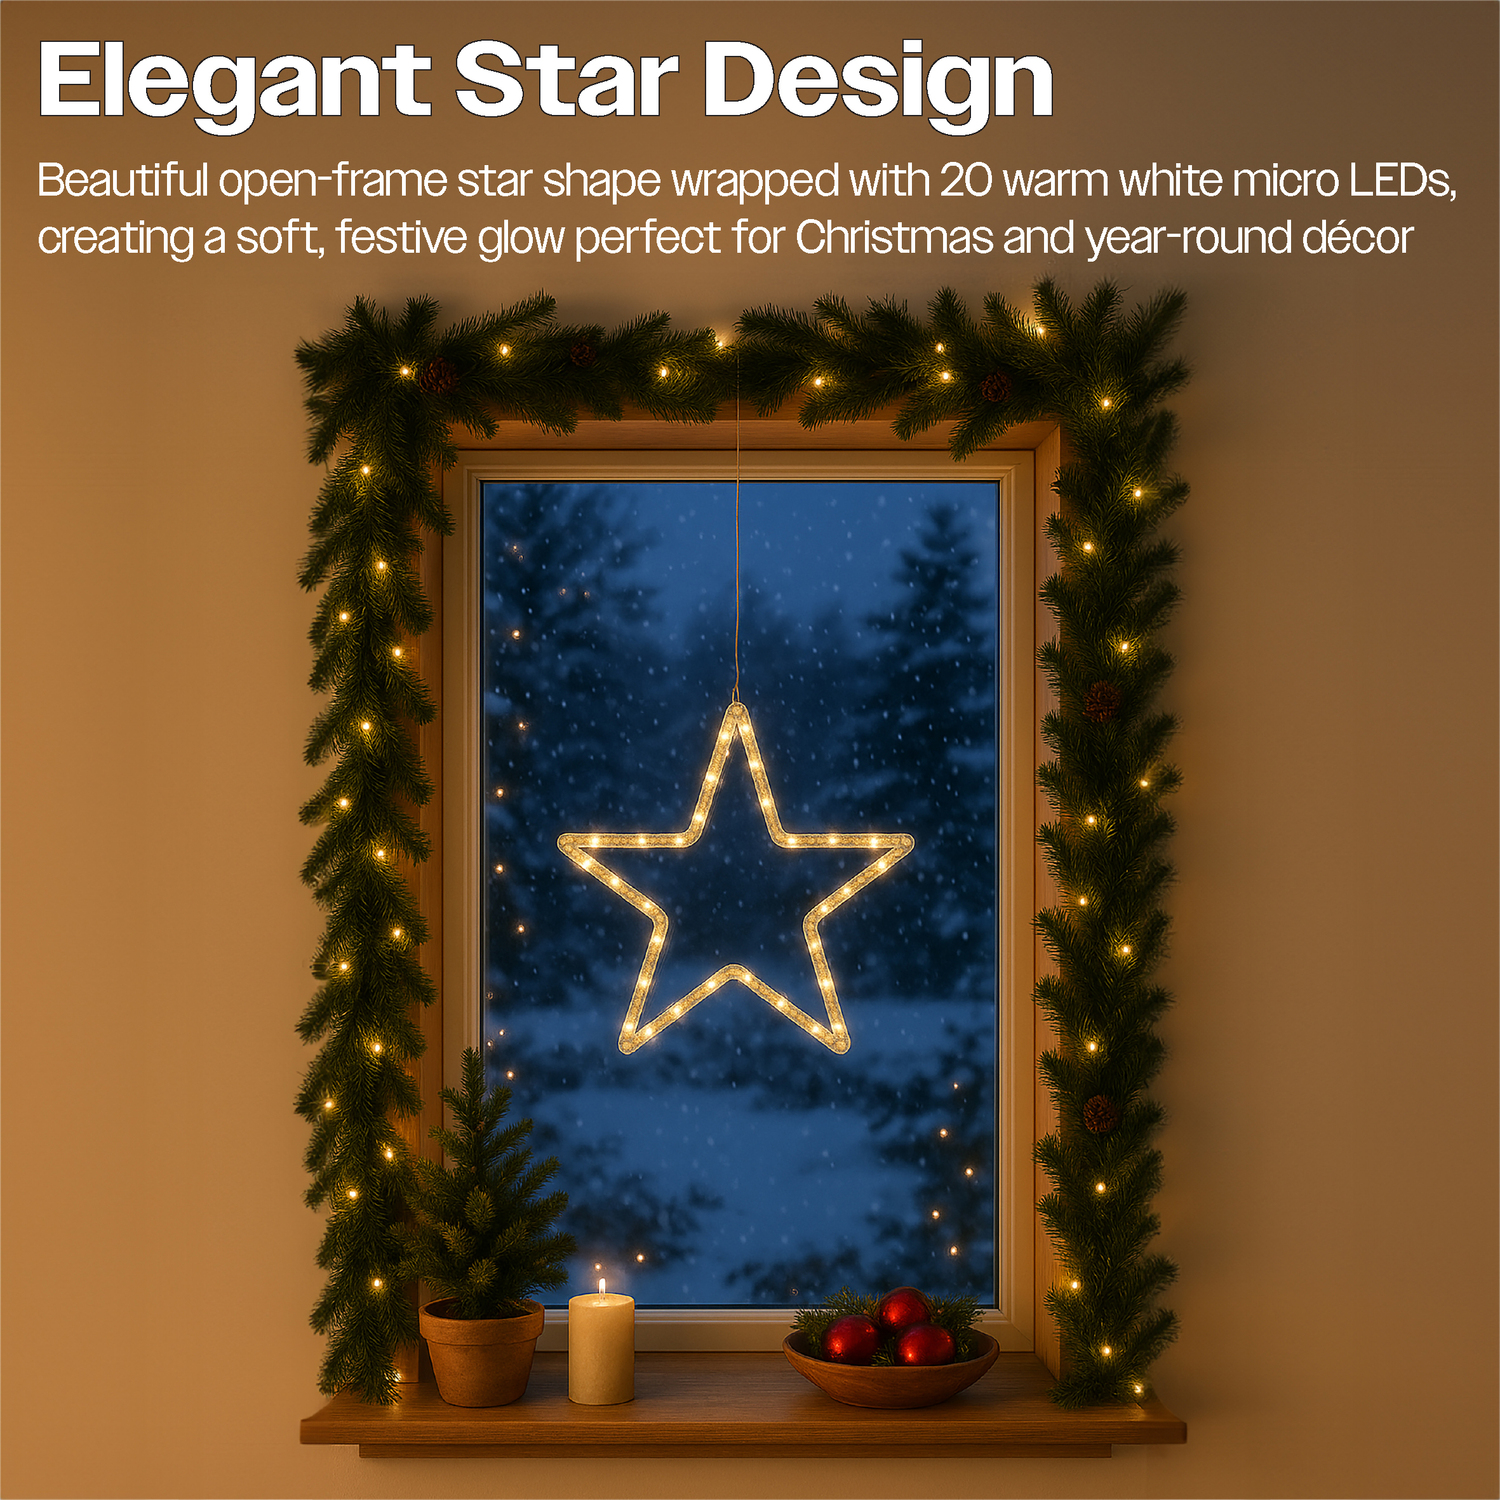 Elegant Star Design
Beautiful open-frame star shape wrapped with 20 warm white micro LEDs,
creating a soft, festive glow perfect for Christmas and year-round décor